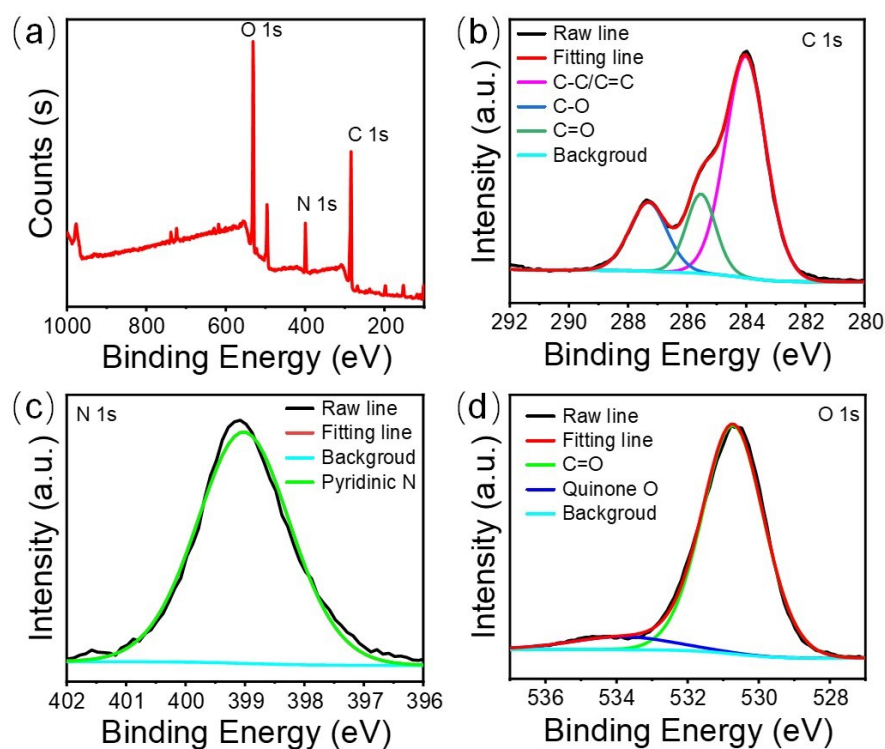 (a)
O 1s
C 1s
N 1s
Counts (s)
1000 800 600 400 200
Binding Energy (eV)
(b)
C 1s
Raw line
Fitting line
C-C/C=C
C-O
C=O
Backgroud
Intensity (a.u.)
292 290 288 286 284 282 280
Binding Energy (eV)
(c)
N 1s
Raw line
Fitting line
Backgroud
Pyridinic N
Intensity (a.u.)
402 401 400 399 398 397 396
Binding Energy (eV)
(d)
O 1s
Raw line
Fitting line
C=O
Quinone O
Backgroud
Intensity (a.u.)
536 534 532 530 528
Binding Energy (eV)